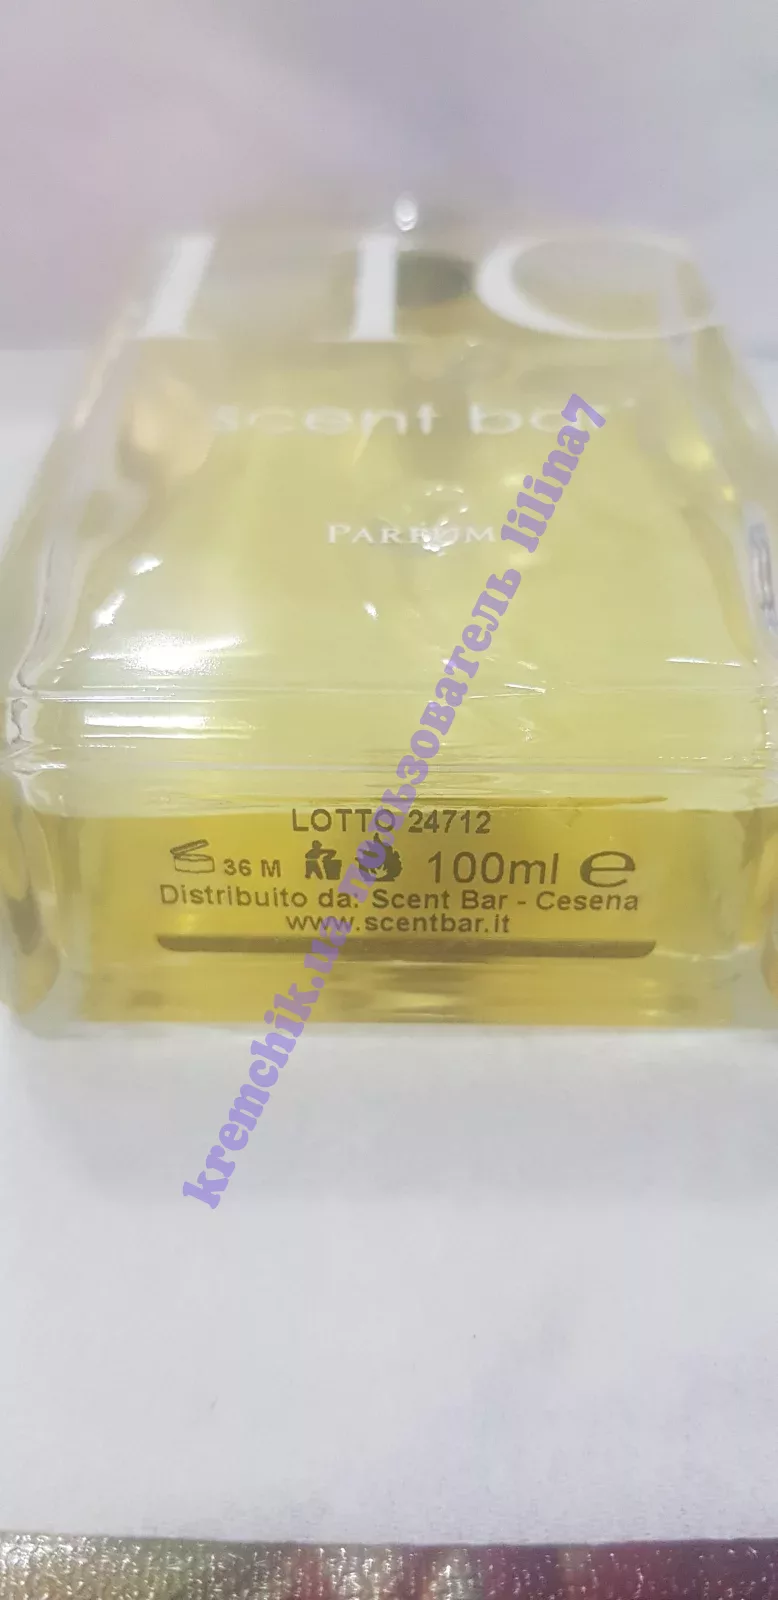 110
scent bar
PARFUM
LOTTO 24712
36 M 100ml e
Distribuito da: Scent Bar - Cesena
www.scentbar.it
kremchik.ua пользователь lilina7